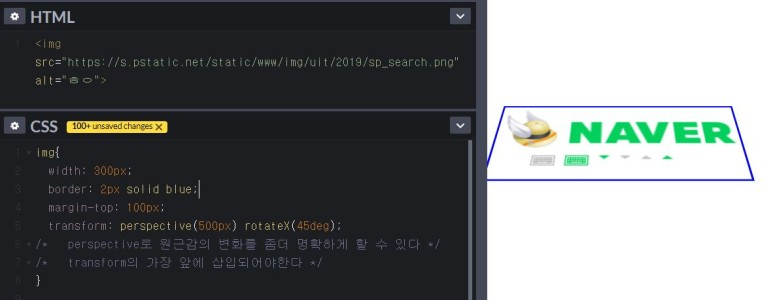 HTML
1 <img
src="https://s.pstatic.net/static/www/img/uit/2019/sp_search.png"
alt="ㅎㅇ">
CSS 100+ unsaved changes X
1 img{
2 width: 300px;
3 border: 2px solid blue;
4 margin-top: 100px;
5 transform: perspective(500px) rotateX(45deg);
6 /* perspective로 원근감의 변화를 좀더 명확하게 할 수 있다 */
7 /* transform의 가장 앞에 삽입되어야한다 */
8 }
NAVER